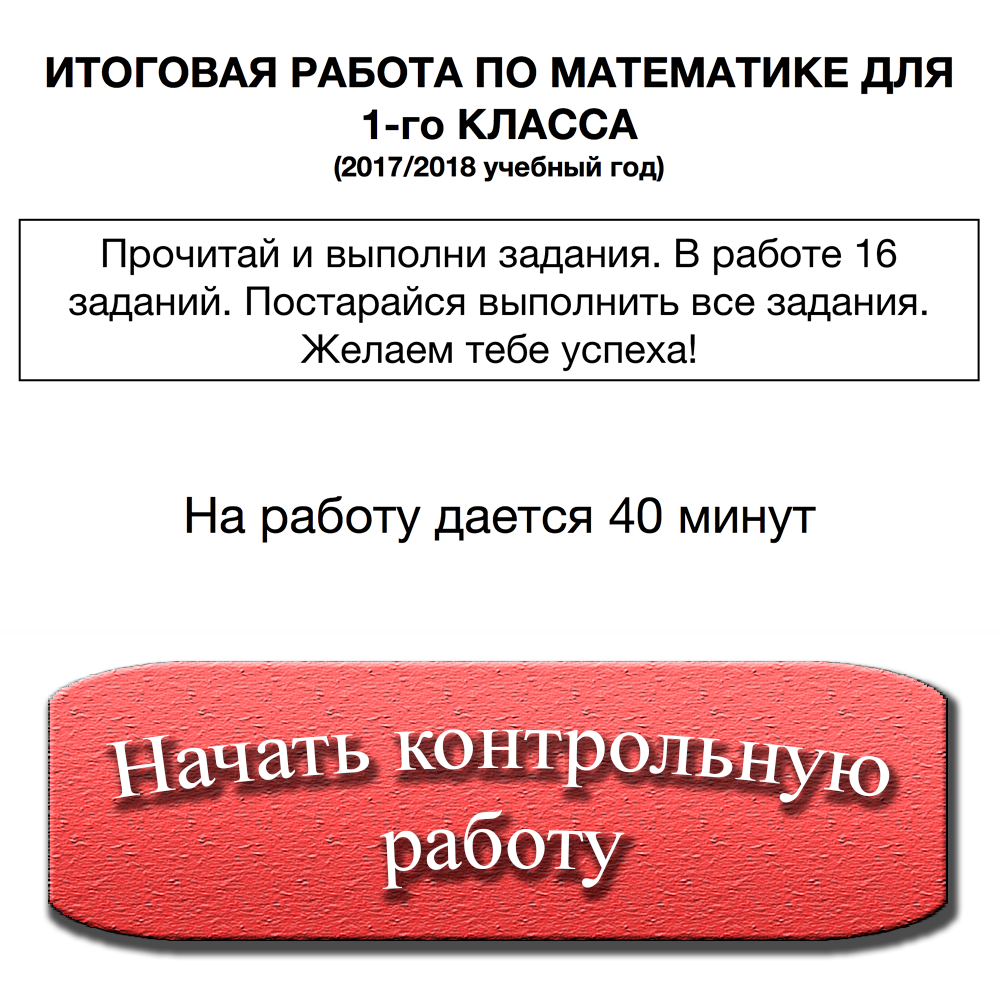 ИТОГОВАЯ РАБОТА ПО МАТЕМАТИКЕ ДЛЯ
1-го КЛАССА
(2017/2018 учебный год)
Прочитай и выполни задания. В работе 16
заданий. Постарайся выполнить все задания.
Желаем тебе успеха!
На работу дается 40 минут
Начать контрольную
работу